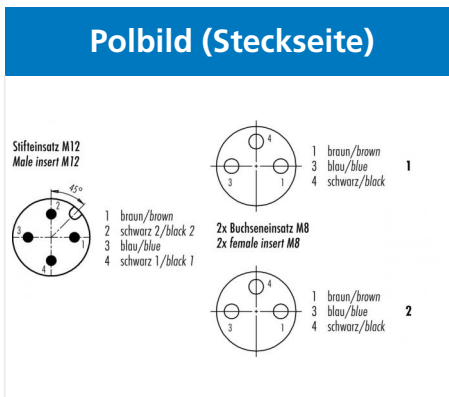 Polbild (Steckseite)
Stifteinsatz M12
Male insert M12
45°
2
3
1
4
1 braun/brown
2 schwarz 2/black 2
3 blau/blue
4 schwarz 1/black 1
4
3
1
1 braun/brown
3 blau/blue
4 schwarz/black
1
2x Buchseneinsatz M8
2x female insert M8
4
3
1
1 braun/brown
3 blau/blue
4 schwarz/black
2